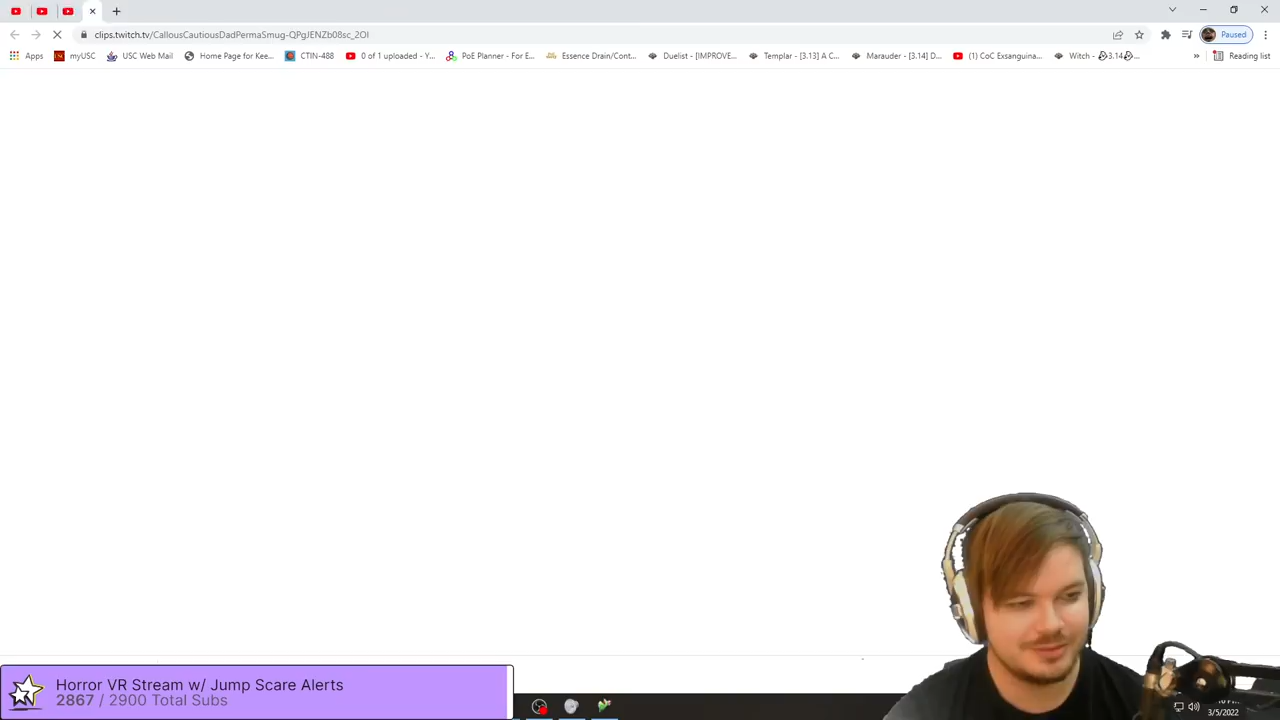 clips.twitch.tv/CallousCautiousDadPermaSmug-QPgJENZb08sc_2OI
Paused
Apps myUSC USC Web Mail Home Page for Kee... CTIN-488 0 of 1 uploaded - Y... PoE Planner - For E... Essence Drain/Cont... Duelist - [IMPROVE... Templar - [3.13] A C... Marauder - [3.14] D... (1) CoC Exsanguina... Witch - 3.14 ... » Reading list
Horror VR Stream w/ Jump Scare Alerts
2867 / 2900 Total Subs
3/5/2022